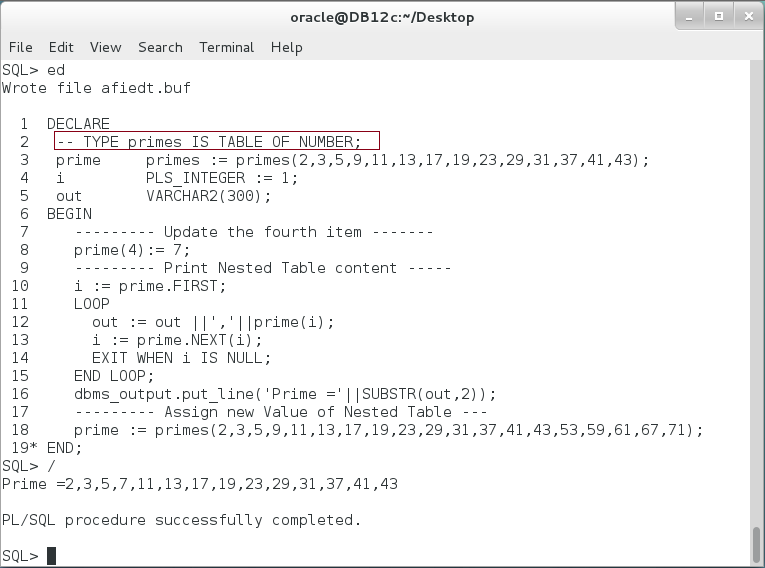 oracle@DB12c:~/Desktop
File Edit View Search Terminal Help
SQL> ed
Wrote file afiedt.buf
1 DECLARE
2 -- TYPE primes IS TABLE OF NUMBER;
3 prime primes := primes(2,3,5,9,11,13,17,19,23,29,31,37,41,43);
4 i PLS_INTEGER := 1;
5 out VARCHAR2(300);
6 BEGIN
7 --------- Update the fourth item -------
8 prime(4):= 7;
9 --------- Print Nested Table content -----
10 i := prime.FIRST;
11 LOOP
12 out := out ||','||prime(i);
13 i := prime.NEXT(i);
14 EXIT WHEN i IS NULL;
15 END LOOP;
16 dbms_output.put_line('Prime ='||SUBSTR(out,2));
17 --------- Assign new Value of Nested Table ---
18 prime := primes(2,3,5,9,11,13,17,19,23,29,31,37,41,43,53,59,61,67,71);
19* END;
SQL> /
Prime =2,3,5,7,11,13,17,19,23,29,31,37,41,43
PL/SQL procedure successfully completed.
SQL>